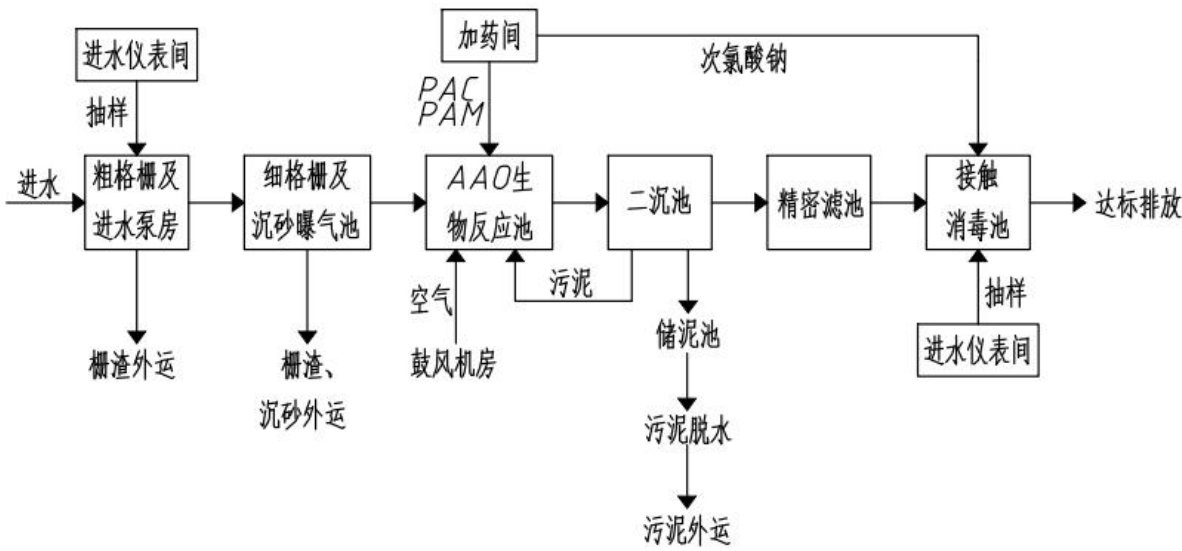 进水仪表间
抽样
加药间
次氯酸钠
PAC
PAM
进水
粗格栅及
进水泵房
细格栅及
沉砂曝气池
AAO生
物反应池
二沉池
精密滤池
接触
消毒池
达标排放
空气
污泥
抽样
栅渣外运
栅渣、
沉砂外运
鼓风机房
储泥池
进水仪表间
污泥脱水
污泥外运